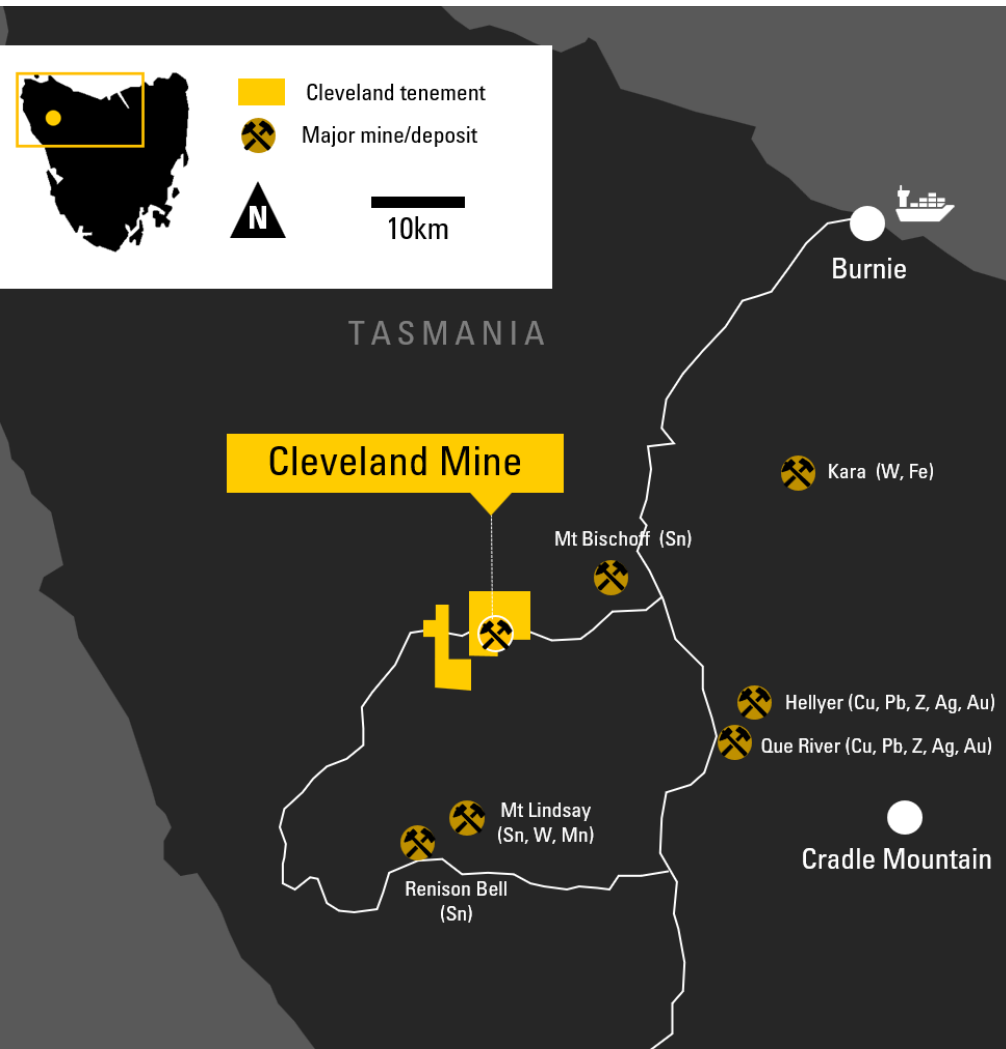 Cleveland tenement
Major mine/deposit
N
10km
Burnie
TASMANIA
Cleveland Mine
Kara (W, Fe)
Mt Bischoff (Sn)
Hellyer (Cu, Pb, Z, Ag, Au)
Que River (Cu, Pb, Z, Ag, Au)
Mt Lindsay
(Sn, W, Mn)
Cradle Mountain
Renison Bell
(Sn)